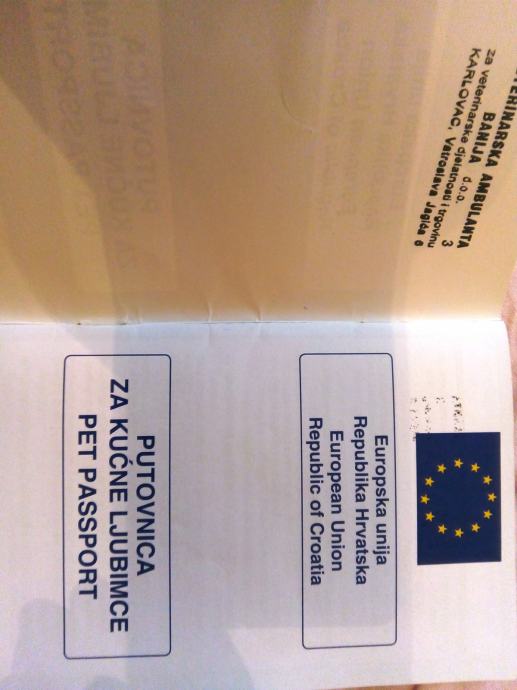 VETERINARSKA AMBULANTA
BANIJA d.o.o.
za veterinarske djelatnosti i trgovinu
KARLOVAC, Vatroslava Jagića 6
3
Europska unija
Republika Hrvatska
European Union
Republic of Croatia
PUTOVNICA
ZA KUĆNE LJUBIMCE
PET PASSPORT